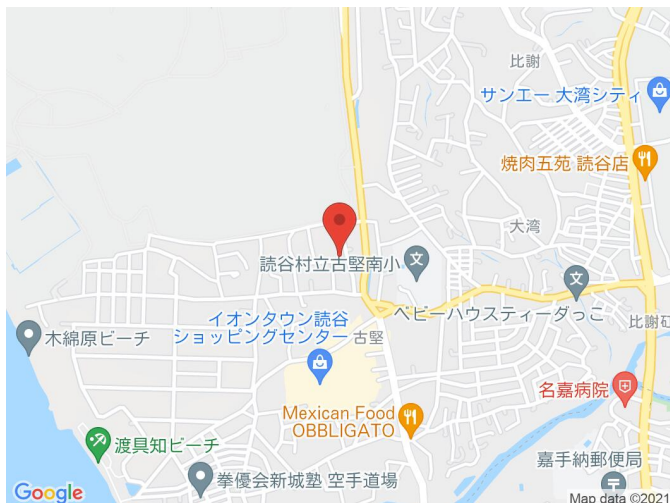 比謝
サンエー 大湾シティ
焼肉五苑 読谷店
大湾
読谷村立古堅南小
文
文
ベビーハウスティーダっこ
イオンタウン読谷
ショッピングセンター
古堅
比謝矼
木綿原ビーチ
名嘉病院
Mexican Food
OBBLIGATO
渡具知ビーチ
嘉手納郵便局
拳優会新城塾 空手道場
Google
Map data ©2021